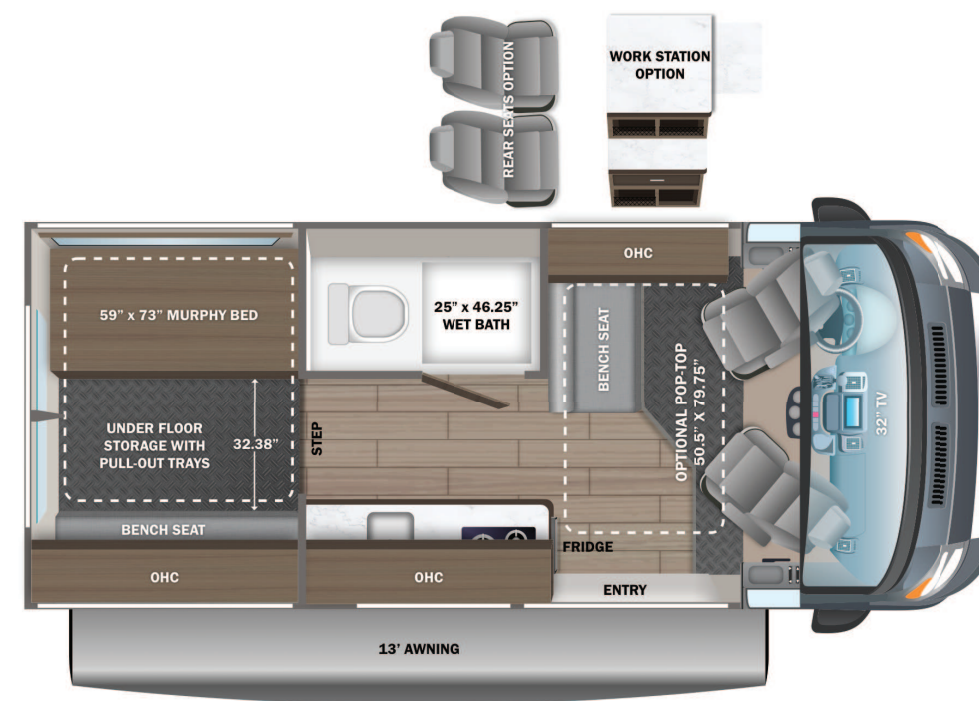 REAR SEATS OPTION
WORK STATION
OPTION
OHC
59" x 73" MURPHY BED
25" x 46.25"
WET BATH
BENCH SEAT
OPTIONAL POP-TOP
50.5" X 79.75"
32" TV
UNDER FLOOR
STORAGE WITH
PULL-OUT TRAYS
32.38"
STEP
BENCH SEAT
FRIDGE
OHC
OHC
ENTRY
13' AWNING